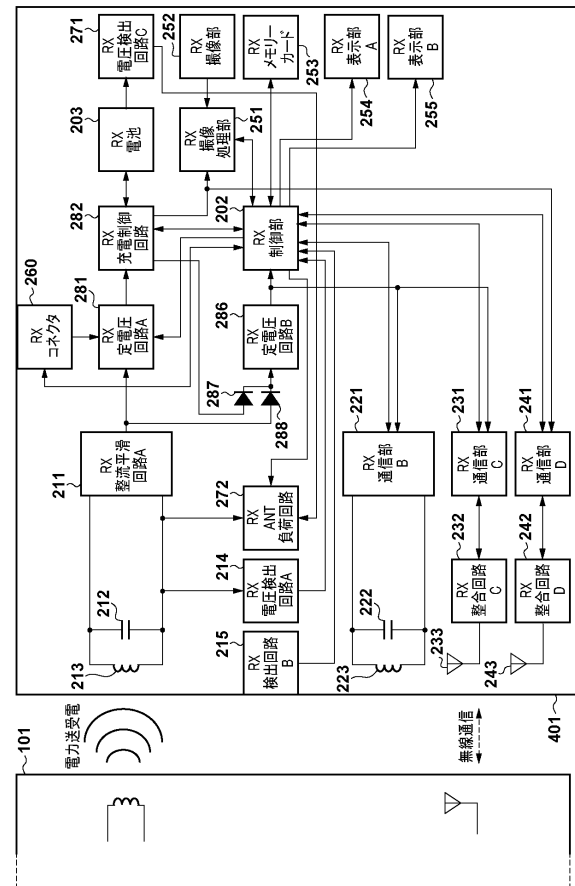 101
電力送受電
無線通信
401
213
212
211
RX
整流平滑
回路A
215
RX
検出回路
B
214
RX
電圧検出
回路A
272
RX
ANT
負荷回路
223
222
221
RX
通信部
B
233
232
RX
整合回路
C
231
RX
通信部
C
243
242
RX
整合回路
D
241
RX
通信部
D
260
RX
コネクタ
281
RX
定電圧
回路A
287
288
286
RX
定電圧
回路B
282
RX
充電制御
回路
202
RX
制御部
203
RX
電池
251
RX
撮像
処理部
271
RX
電圧検出
回路C
252
RX
撮像部
253
RX
メモリー
カード
254
RX
表示部
A
255
RX
表示部
B